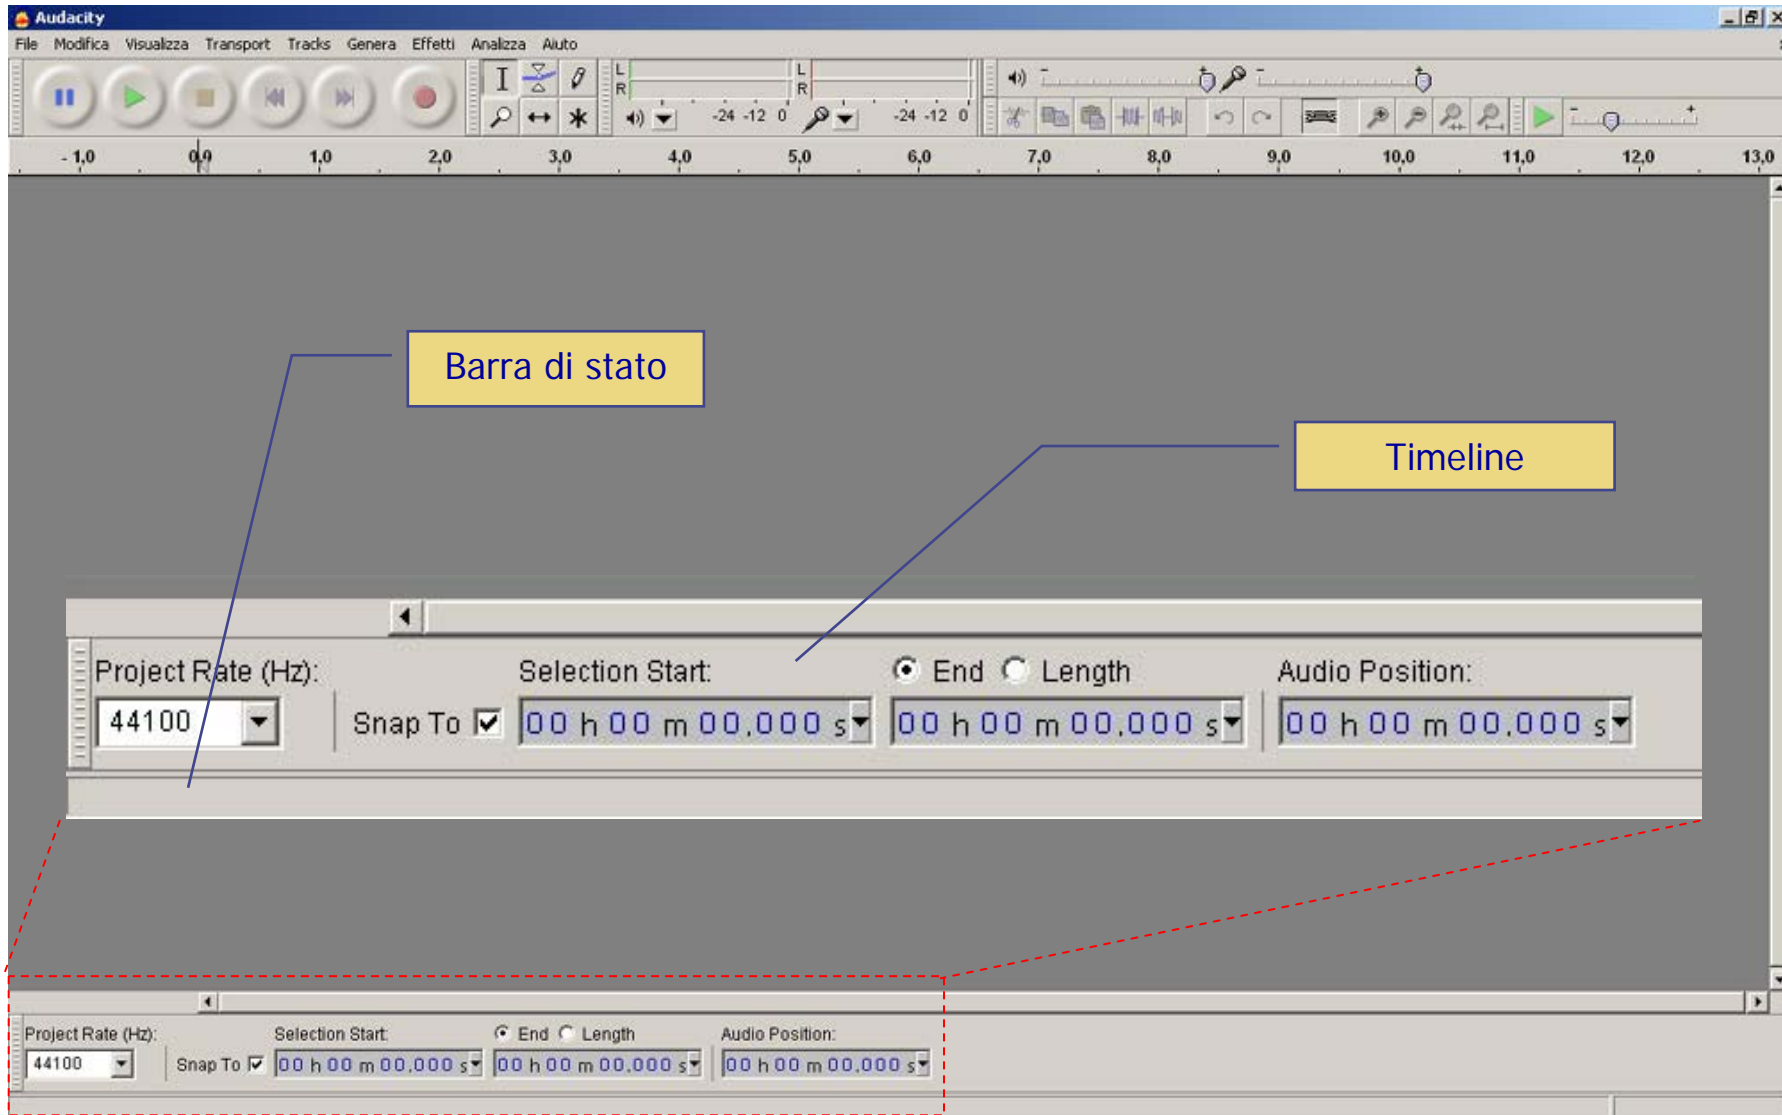 Audacity
File Modifica Visualizza Transport Tracks Genera Effetti Analizza Aiuto
L
R
L
R
-24 -12 0
-24 -12 0
- 1,0 0,0 1,0 2,0 3,0 4,0 5,0 6,0 7,0 8,0 9,0 10,0 11,0 12,0 13,0
Barra di stato
Timeline
Project Rate (Hz): Selection Start: End Length Audio Position:
44100 Snap To 00 h 00 m 00.000 s 00 h 00 m 00.000 s 00 h 00 m 00.000 s
Project Rate (Hz): Selection Start: End Length Audio Position:
44100 Snap To 00 h 00 m 00.000 s 00 h 00 m 00.000 s 00 h 00 m 00.000 s